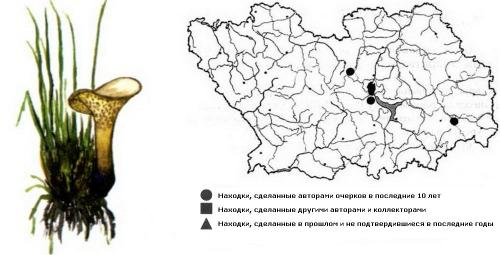 Находки, сделанные авторами очерков в последние 10 лет
Находки, сделанные другими авторами и коллекторами
Находки, сделанные в прошлом и не подтвердившиеся в последние годы